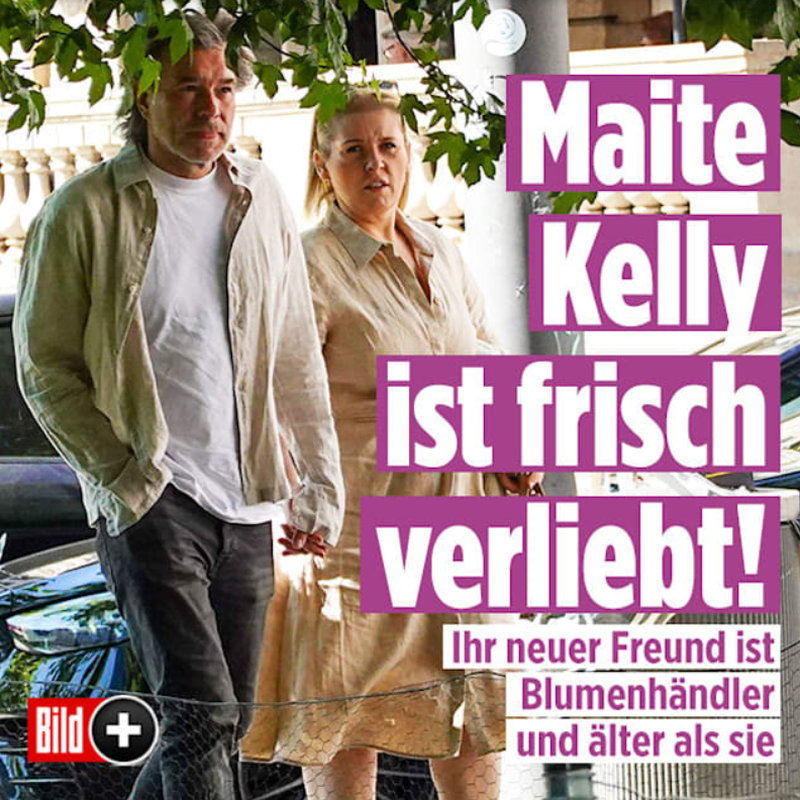 Maite
Kelly
ist frisch
verliebt!
Ihr neuer Freund ist
Blumenhändler
und älter als sie
Bild +